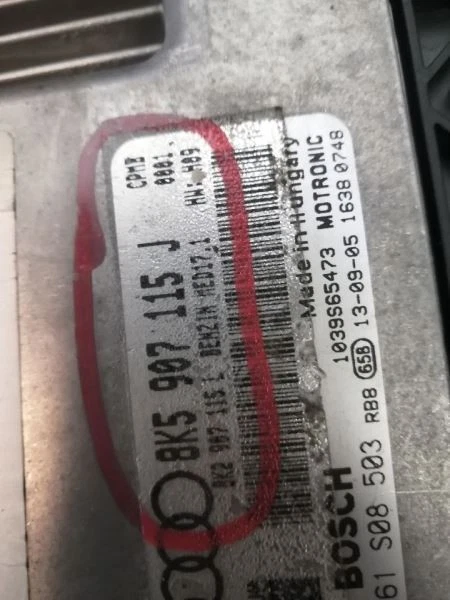 CPMB
0001.
HW: H09
8K5 907 115 J
8K2 907 115 L BENZIN MED17.1
Made in Hungary
1039S65473 MOTRONIC
RB8 658 13-09-05 1638 0748
BOSCH
61 S08 503